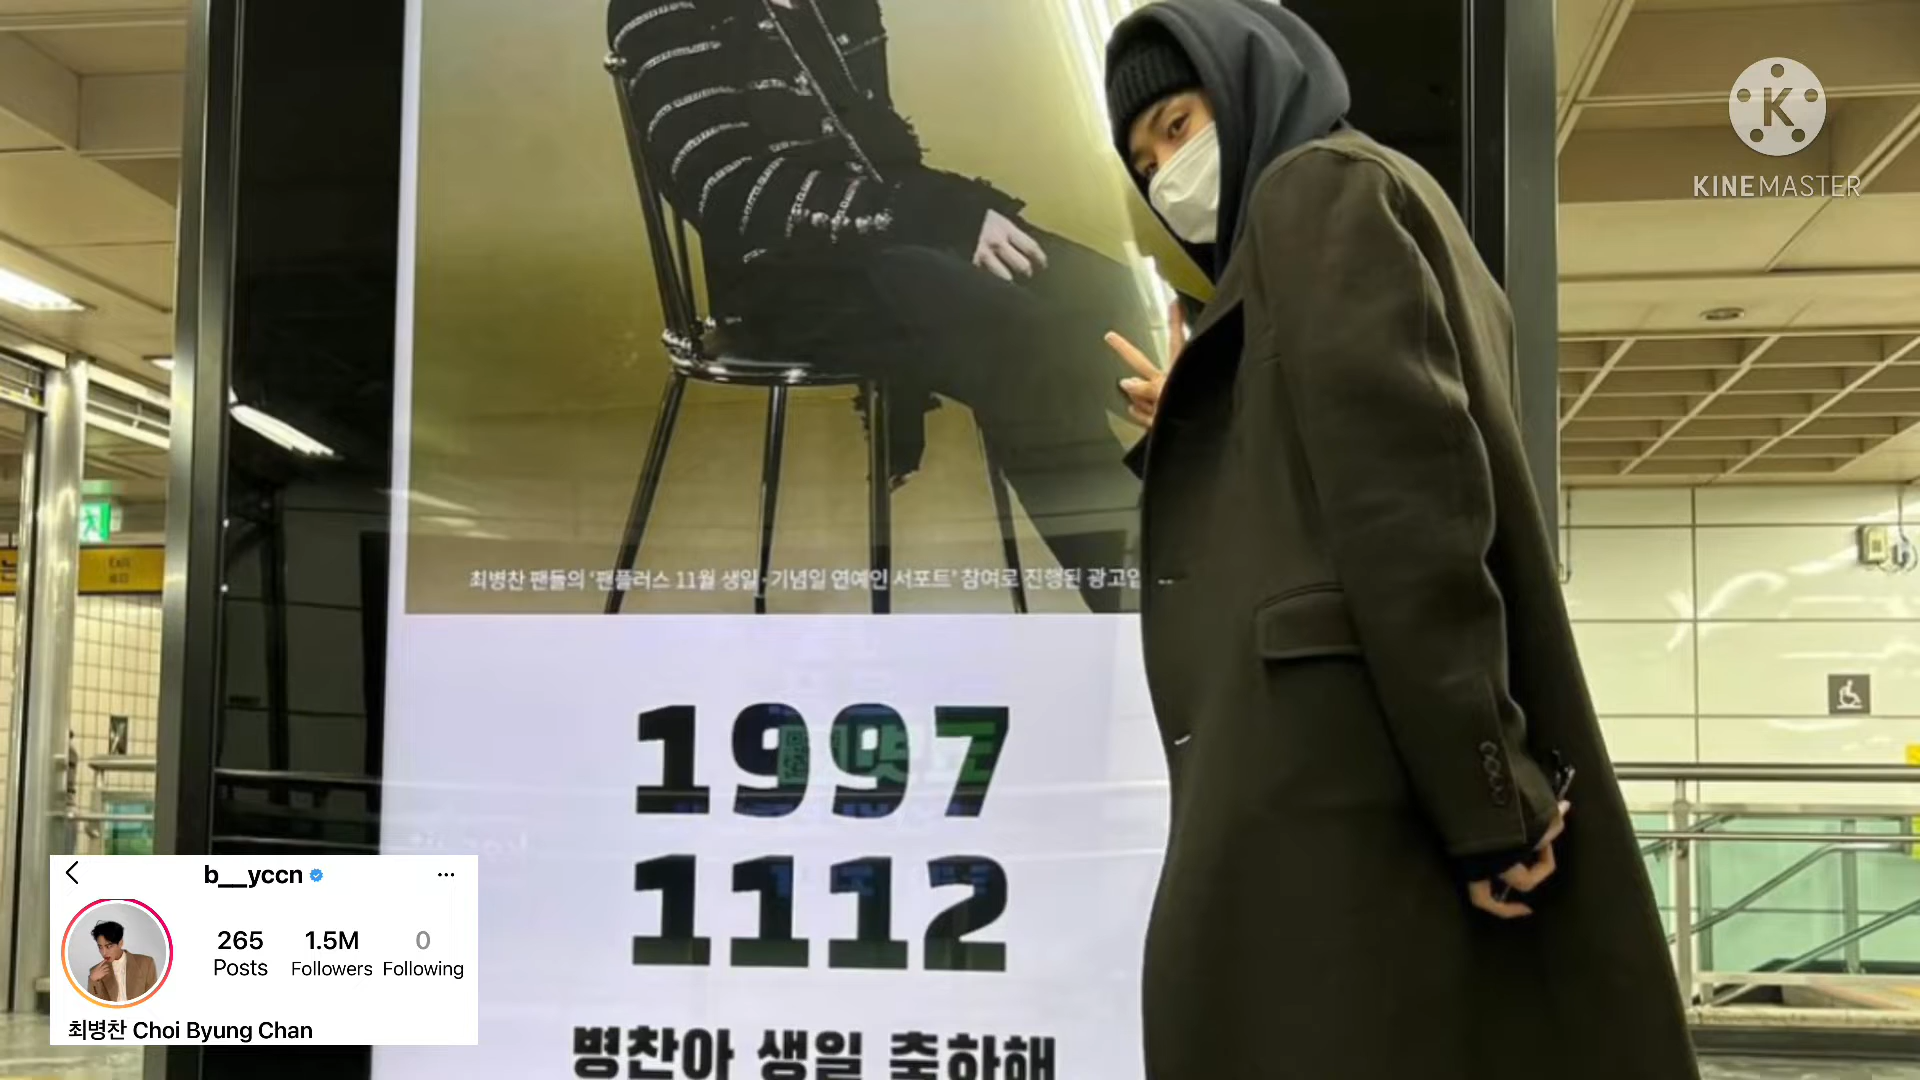 KINEMASTER
최병찬 팬들의 '팬플러스 11월 생일·기념일 연예인 서포트' 참여로 진행된 광고입
Exit
1997
1112
병찬아 생일 축하해
b__yccn
265
Posts
1.5M
Followers
0
Following
최병찬 Choi Byung Chan